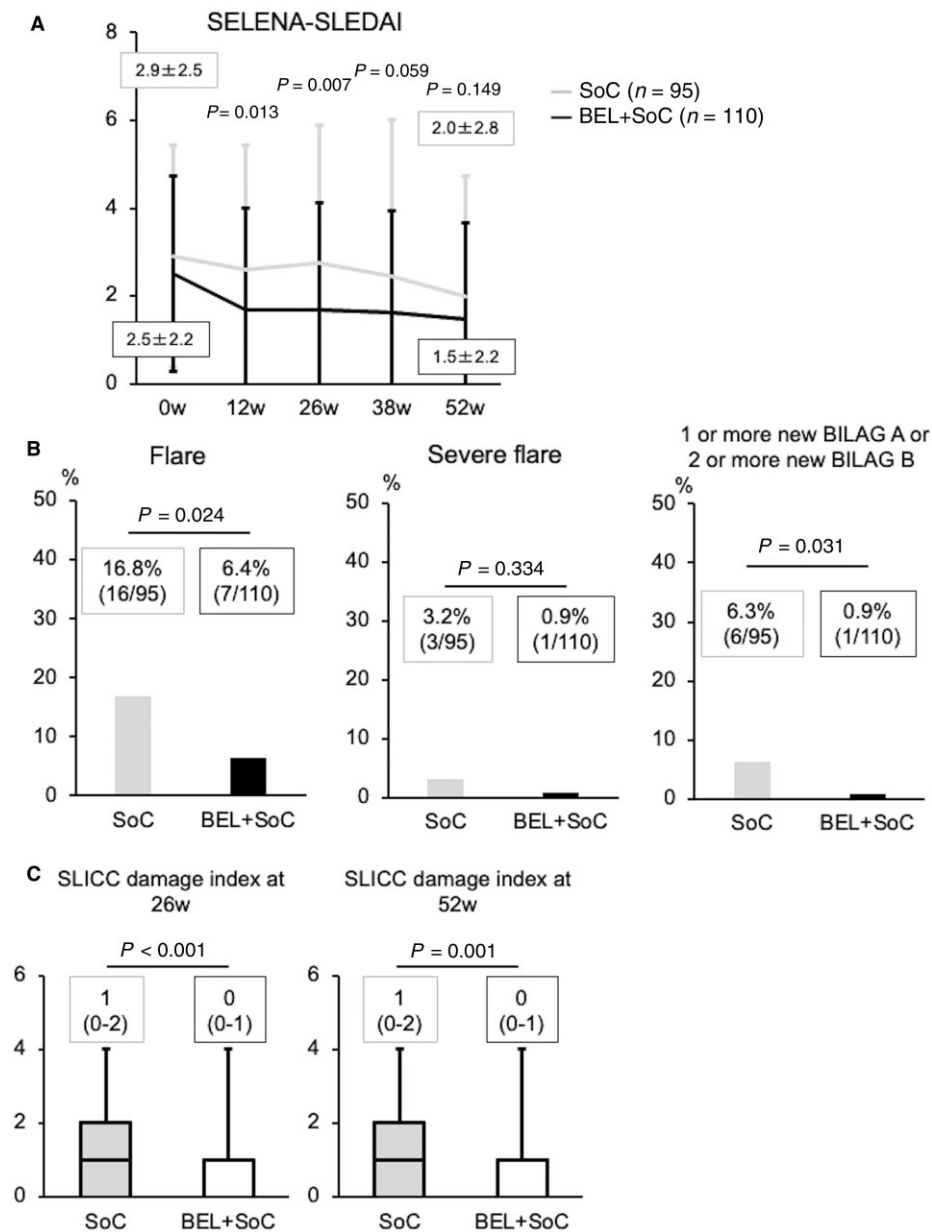 A
SELENA-SLEDAI
8
6
4
2
0
2.9±2.5
P = 0.013
P = 0.007
P = 0.059
P = 0.149
2.0±2.8
2.5±2.2
1.5±2.2
0w 12w 26w 38w 52w
SoC (n = 95)
BEL+SoC (n = 110)
B
Flare
%
50
40
30
20
10
0
P = 0.024
16.8%
(16/95)
6.4%
(7/110)
SoC BEL+SoC
Severe flare
%
50
40
30
20
10
0
P = 0.334
3.2%
(3/95)
0.9%
(1/110)
SoC BEL+SoC
1 or more new BILAG A or
2 or more new BILAG B
%
50
40
30
20
10
0
P = 0.031
6.3%
(6/95)
0.9%
(1/110)
SoC BEL+SoC
C
SLICC damage index at
26w
P < 0.001
6
4
2
0
1
(0-2)
0
(0-1)
SoC BEL+SoC
SLICC damage index at
52w
P = 0.001
6
4
2
0
1
(0-2)
0
(0-1)
SoC BEL+SoC